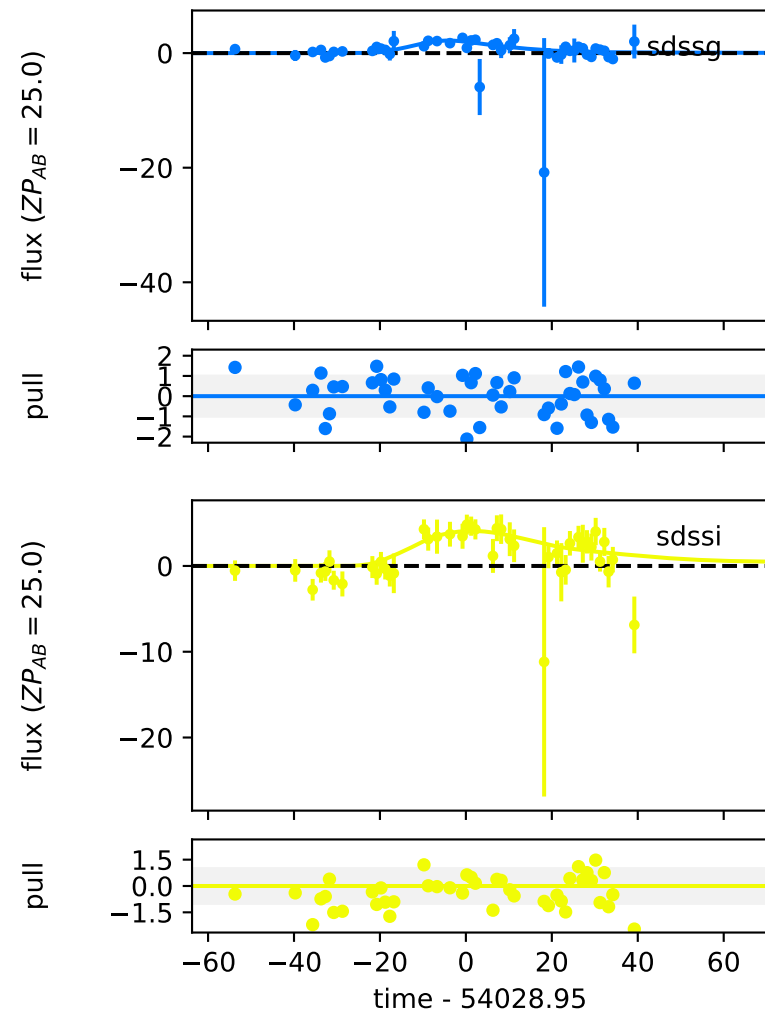 sdssg
0
−20
−40
flux (ZP_AB = 25.0)
2
1
0
−1
−2
pull
sdssi
0
−10
−20
flux (ZP_AB = 25.0)
1.5
0.0
−1.5
pull
−60 −40 −20 0 20 40 60
time - 54028.95